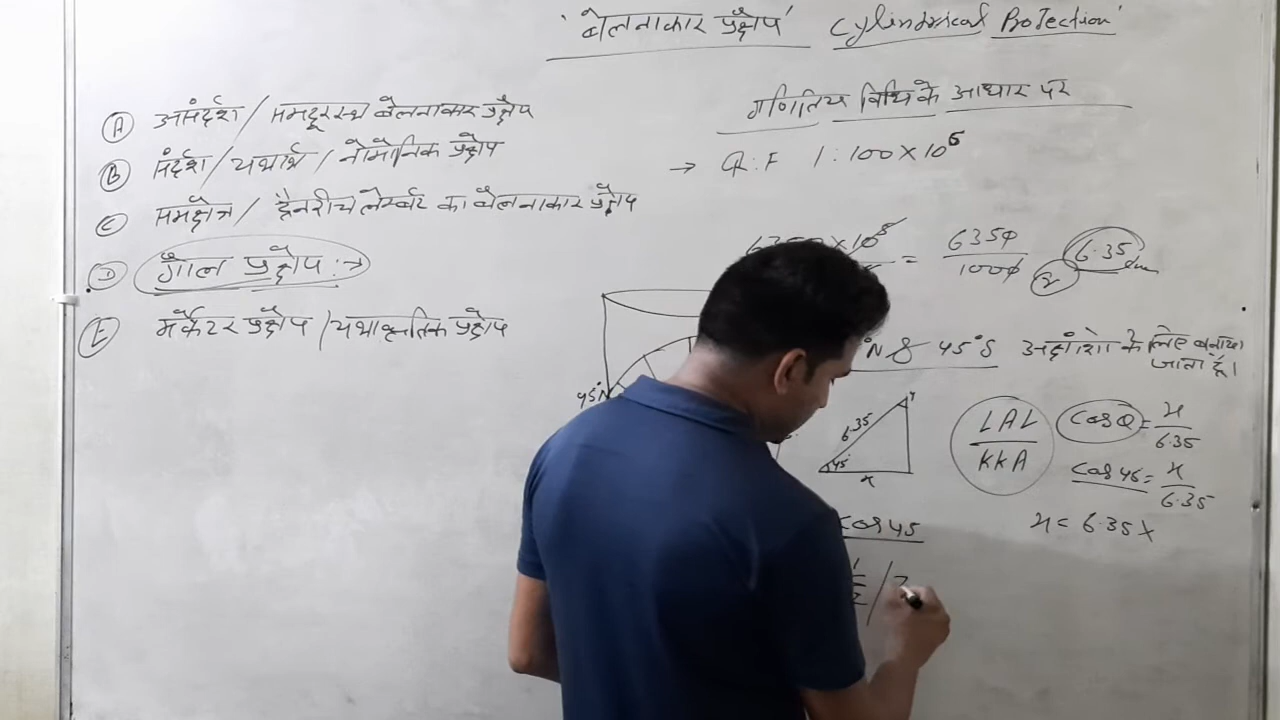 'बेलनाकार प्रक्षेप' Cylindrical Projection'
Ⓐ असंदर्श / समदूरस्थ बेलनाकार प्रक्षेप
Ⓑ संदर्श / यथार्थ / नोमोनिक प्रक्षेप
Ⓒ समक्षेत्र / हैनरीच लेम्बर्ट का बेलनाकार प्रक्षेप
Ⓓ गॉल प्रक्षेप :→
Ⓔ मर्केटर प्रक्षेप / यथाकृतिक प्रक्षेप
गणितिय विधि के आधार पर
→ R.F 1:100×10⁵
= 6350/1000 6.35
°N & 45°S अक्षांशो के लिए बनाया
जाता हूं।
45°N
6.35
45°
x
LAL/KKA
Cos Q = x/6.35
Cos 45 = x/6.35
x = 6.35 x
Cos 45